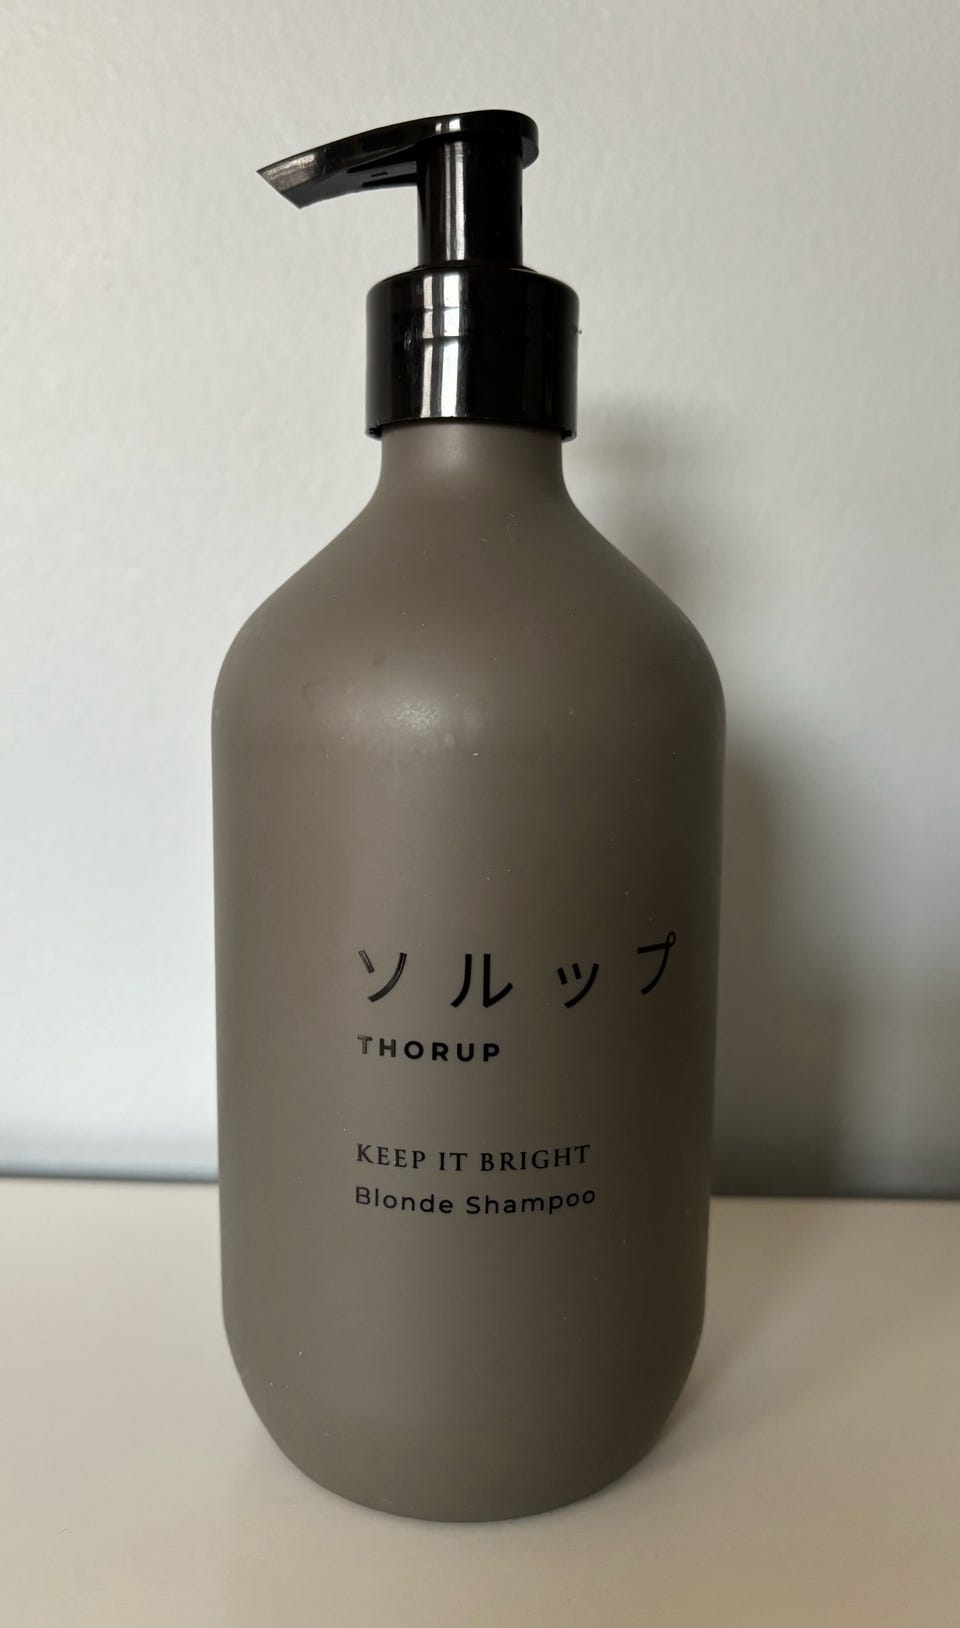 ソルップ
THORUP
KEEP IT BRIGHT
Blonde Shampoo